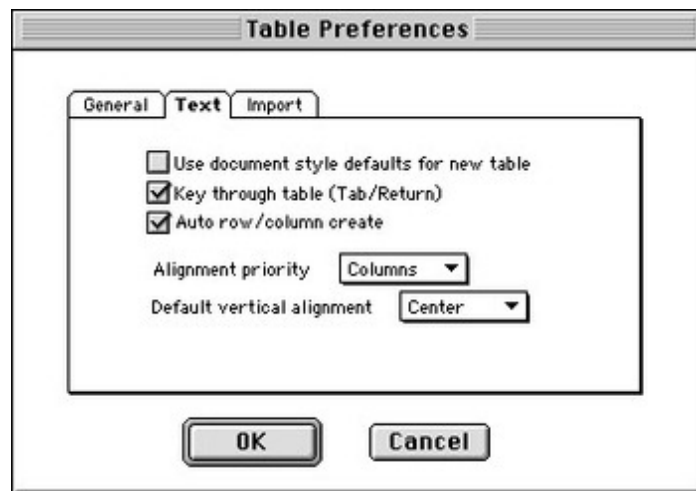 Table Preferences
General Text Import
Use document style defaults for new table
Key through table (Tab/Return)
Auto row/column create
Alignment priority Columns
Default vertical alignment Center
OK Cancel